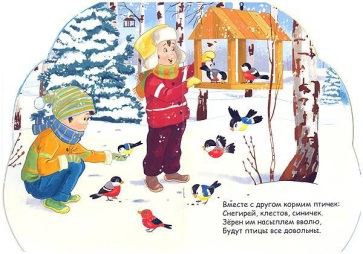 Вместе с другом кормим птичек:
Снегирей, клестов, синичек.
Зёрен им насыплем вволю,
Будут птицы все довольны.